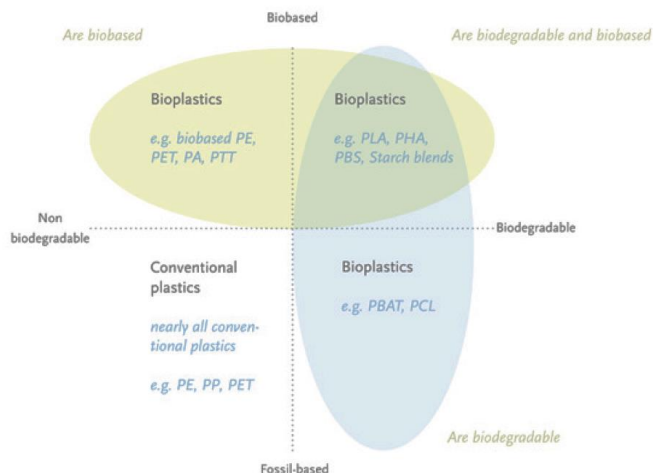 Biobased
Are biobased
Are biodegradable and biobased
Bioplastics
e.g. biobased PE,
PET, PA, PTT
Bioplastics
e.g. PLA, PHA,
PBS, Starch blends
Non
biodegradable
Biodegradable
Conventional
plastics
nearly all conven-
tional plastics
e.g. PE, PP, PET
Bioplastics
e.g. PBAT, PCL
Are biodegradable
Fossil-based